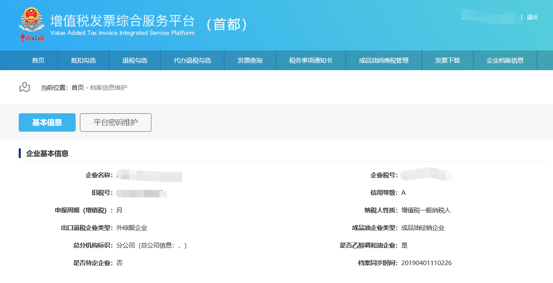 增值税发票综合服务平台 （首都）
Value Added Tax Invoice Integrated Service Platform
中国税务
| 退出
首页 抵扣勾选 退税勾选 代办退税勾选 发票查询 税务事项通知书 成品油消费税管理 发票下载 企业档案信息
当前位置：首页 - 档案信息维护
基本信息 平台密码维护
企业基本信息
企业名称： 企业税号：
旧税号： 信用等级：A
申报周期（增值税）：月 纳税人性质：增值税一般纳税人
出口退税企业类型：外综服企业 成品油企业类型：成品油经销企业
总分机构标识：分公司（总公司信息：，） 是否乙醇调和油企业：是
是否特定企业：否 档案同步时间：20190401110226